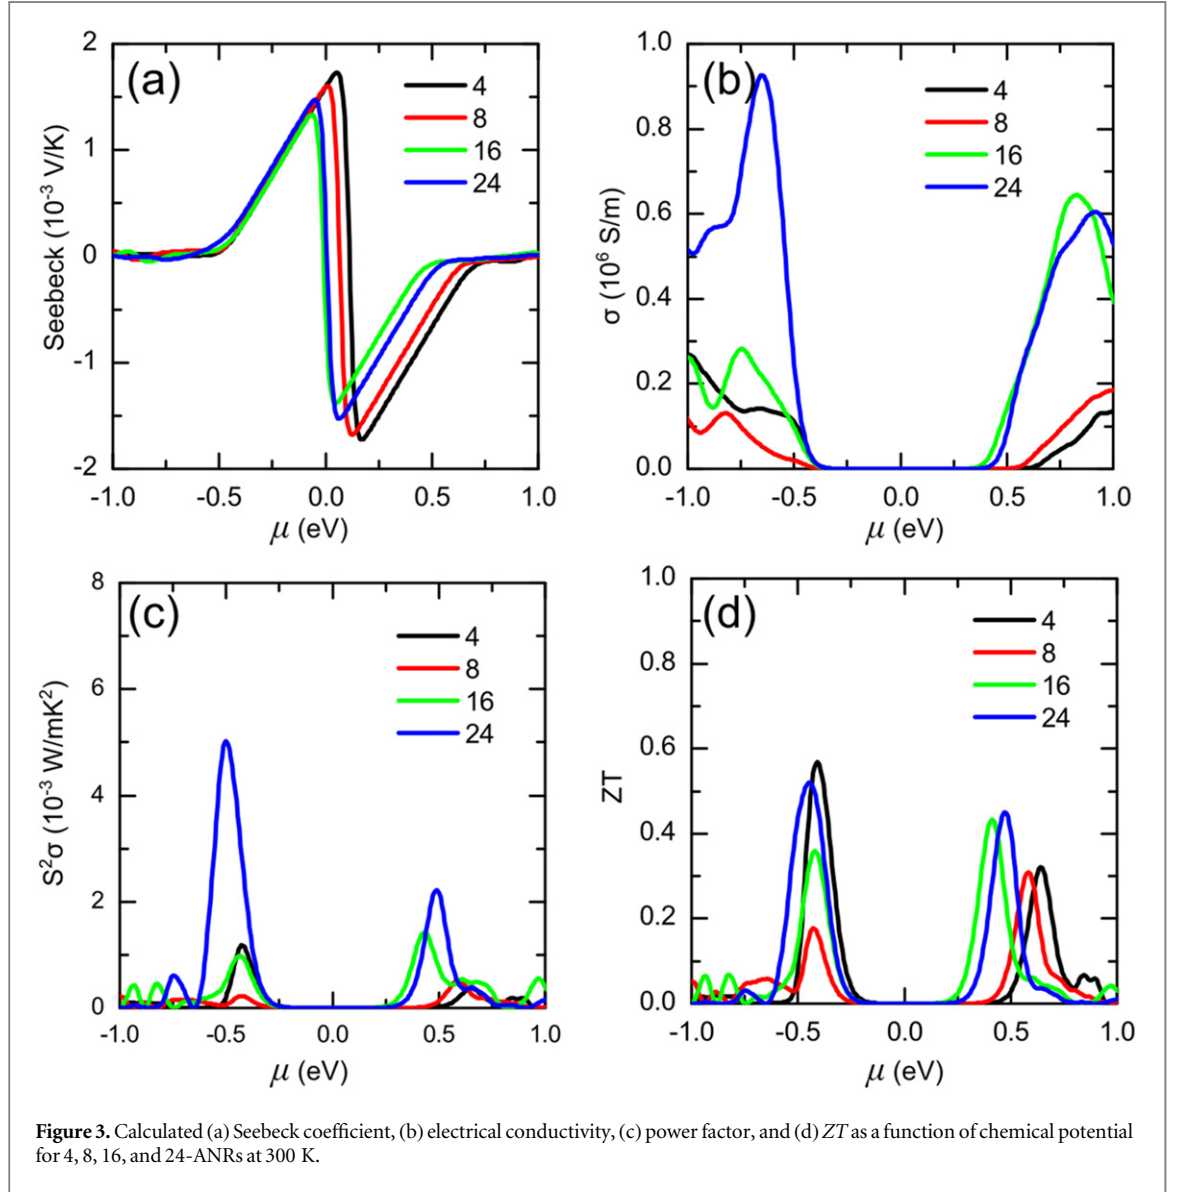 (a)
4
8
16
24
Seebeck (10⁻³ V/K)
2
1
0
-1
-2
-1.0 -0.5 0.0 0.5 1.0
μ (eV)
(b)
4
8
16
24
σ (10⁶ S/m)
1.0
0.8
0.6
0.4
0.2
0.0
-1.0 -0.5 0.0 0.5 1.0
μ (eV)
(c)
4
8
16
24
S²σ (10⁻³ W/mK²)
8
6
4
2
0
-1.0 -0.5 0.0 0.5 1.0
μ (eV)
(d)
4
8
16
24
ZT
1.0
0.8
0.6
0.4
0.2
0.0
-1.0 -0.5 0.0 0.5 1.0
μ (eV)
Figure 3. Calculated (a) Seebeck coefficient, (b) electrical conductivity, (c) power factor, and (d) ZT as a function of chemical potential
for 4, 8, 16, and 24-ANRs at 300 K.